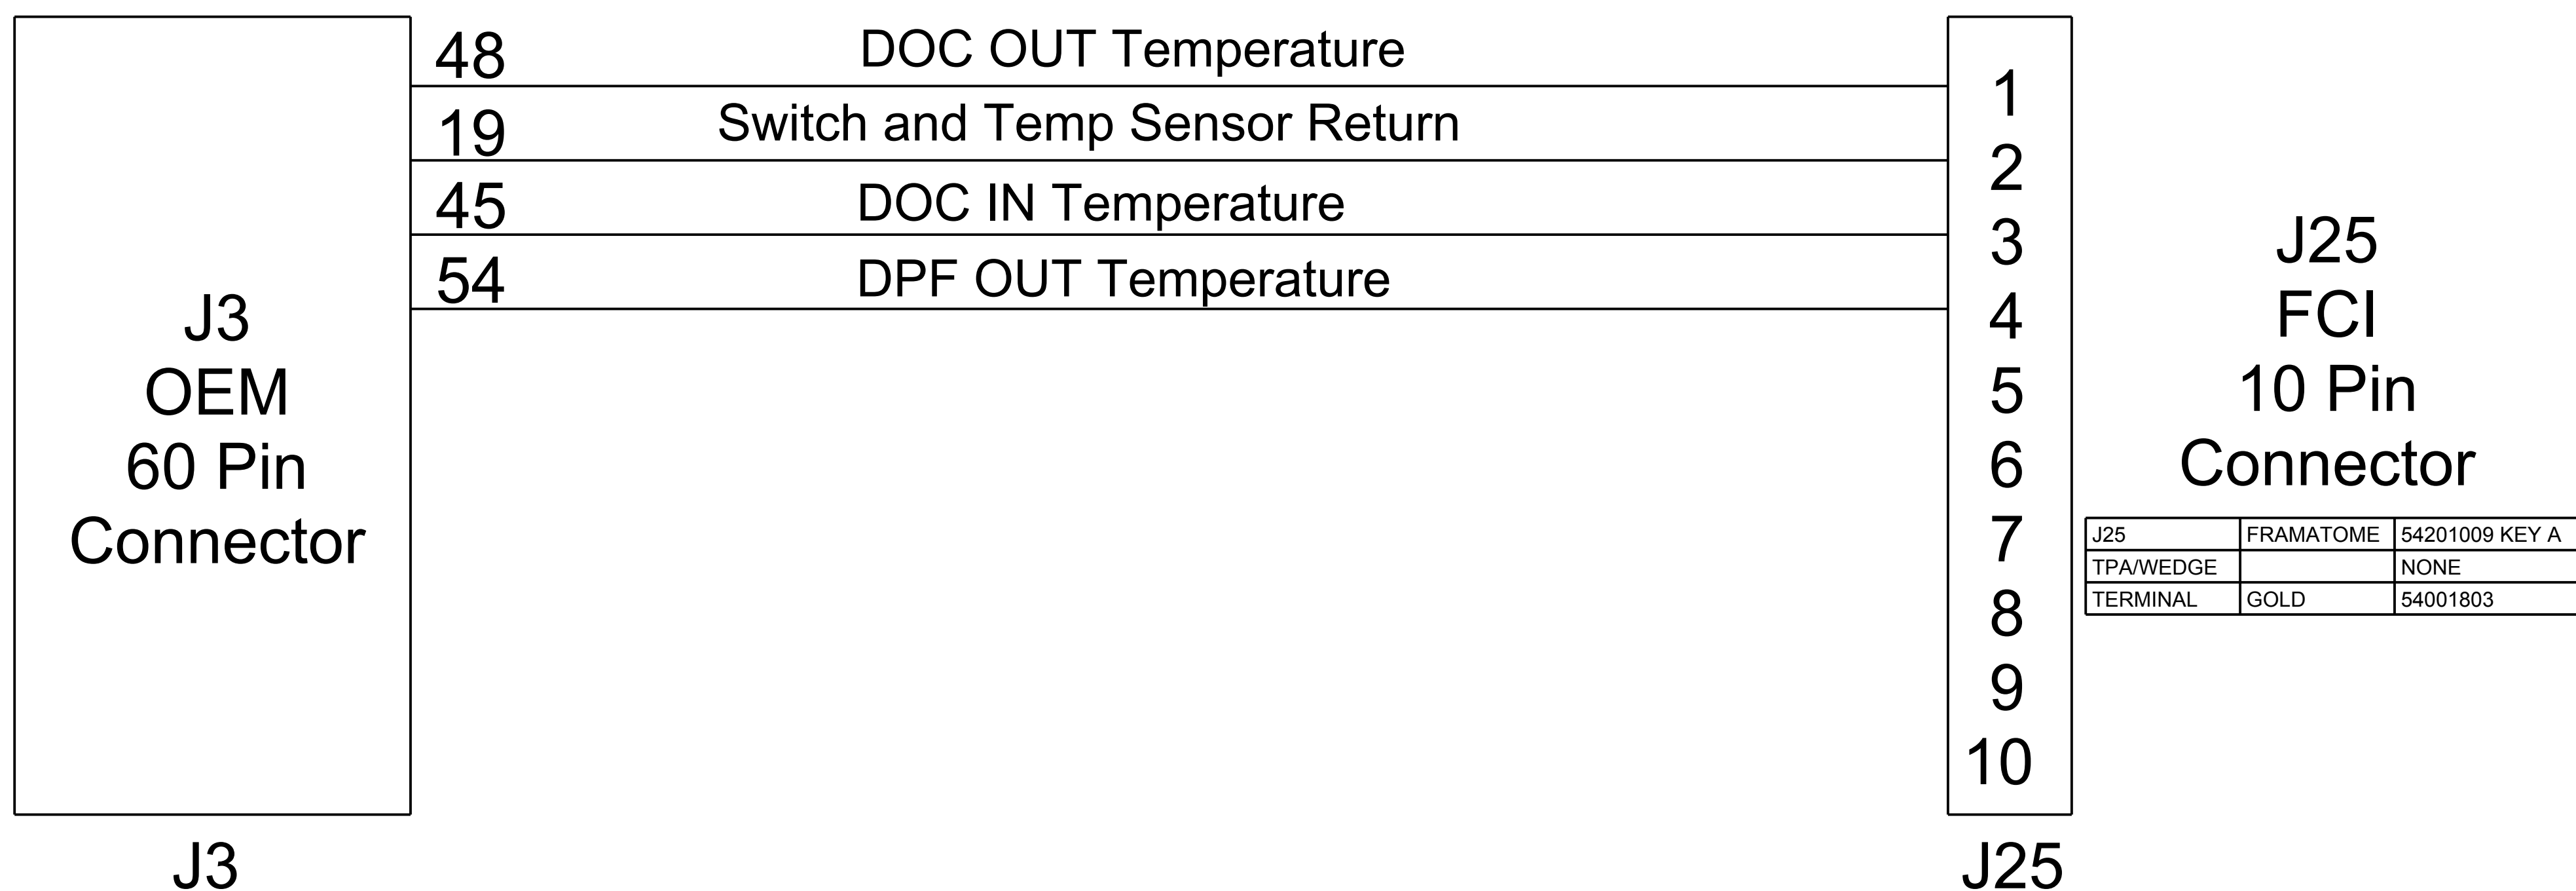 48 DOC OUT Temperature
19 Switch and Temp Sensor Return
45 DOC IN Temperature
54 DPF OUT Temperature
J3
OEM
60 Pin
Connector
J3
1
2
3
4
5
6
7
8
9
10
J25
J25
FCI
10 Pin
Connector
J25 FRAMATOME 54201009 KEY A
TPA/WEDGE NONE
TERMINAL GOLD 54001803